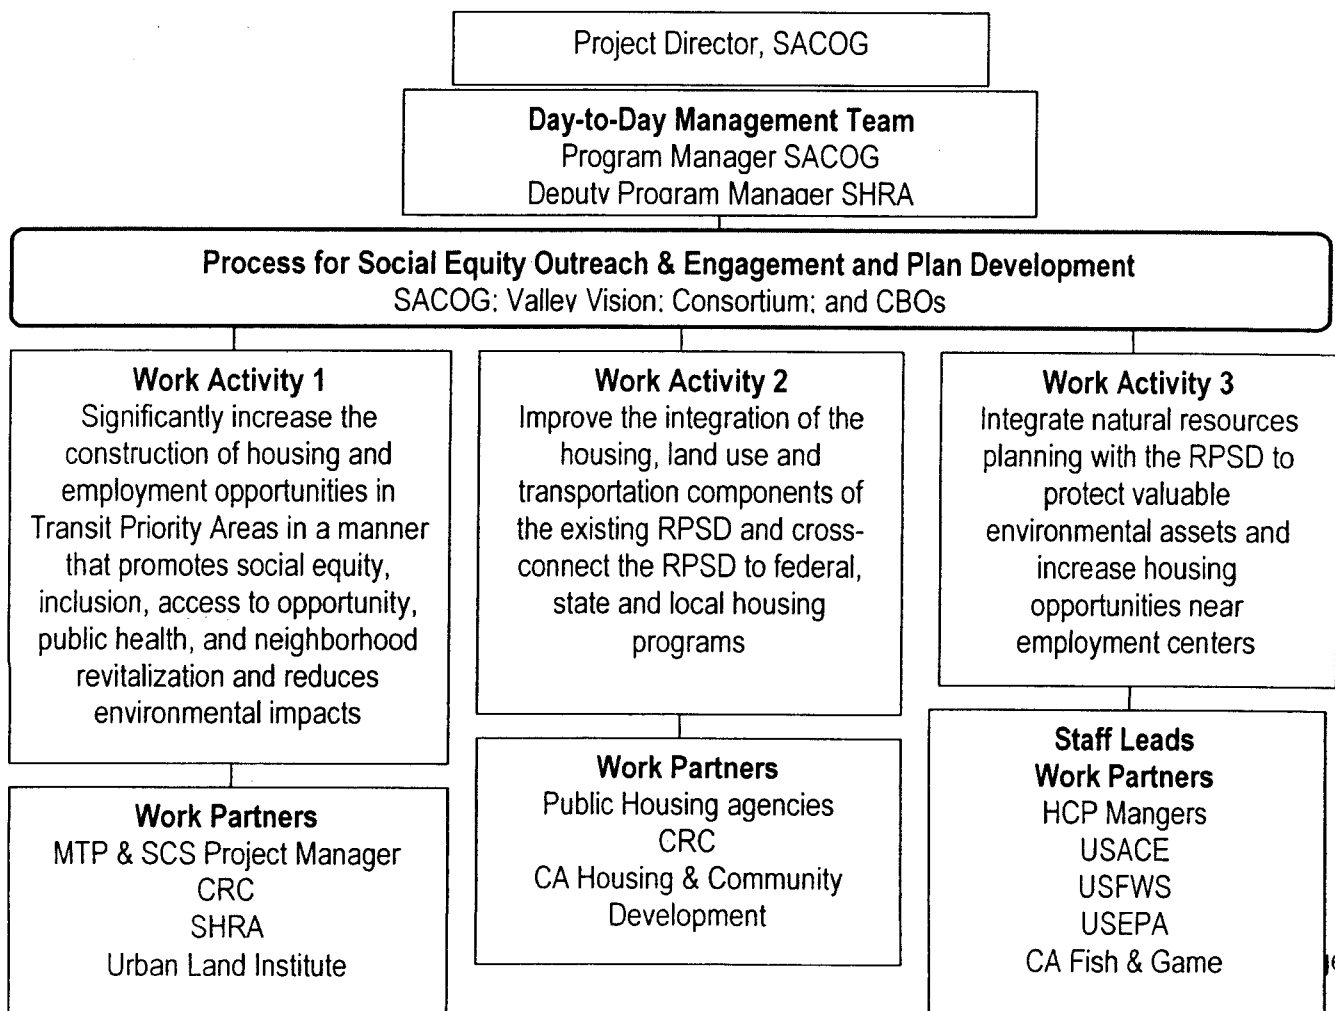 Project Director, SACOG
Day-to-Day Management Team
Program Manager SACOG
Deputy Program Manager SHRA
Process for Social Equity Outreach & Engagement and Plan Development
SACOG; Valley Vision; Consortium; and CBOs
Work Activity 1
Significantly increase the
construction of housing and
employment opportunities in
Transit Priority Areas in a manner
that promotes social equity,
inclusion, access to opportunity,
public health, and neighborhood
revitalization and reduces
environmental impacts
Work Activity 2
Improve the integration of the
housing, land use and
transportation components of
the existing RPSD and cross-
connect the RPSD to federal,
state and local housing
programs
Work Activity 3
Integrate natural resources
planning with the RPSD to
protect valuable
environmental assets and
increase housing
opportunities near
employment centers
Work Partners
MTP & SCS Project Manager
CRC
SHRA
Urban Land Institute
Work Partners
Public Housing agencies
CRC
CA Housing & Community
Development
Staff Leads
Work Partners
HCP Mangers
USACE
USFWS
USEPA
CA Fish & Game